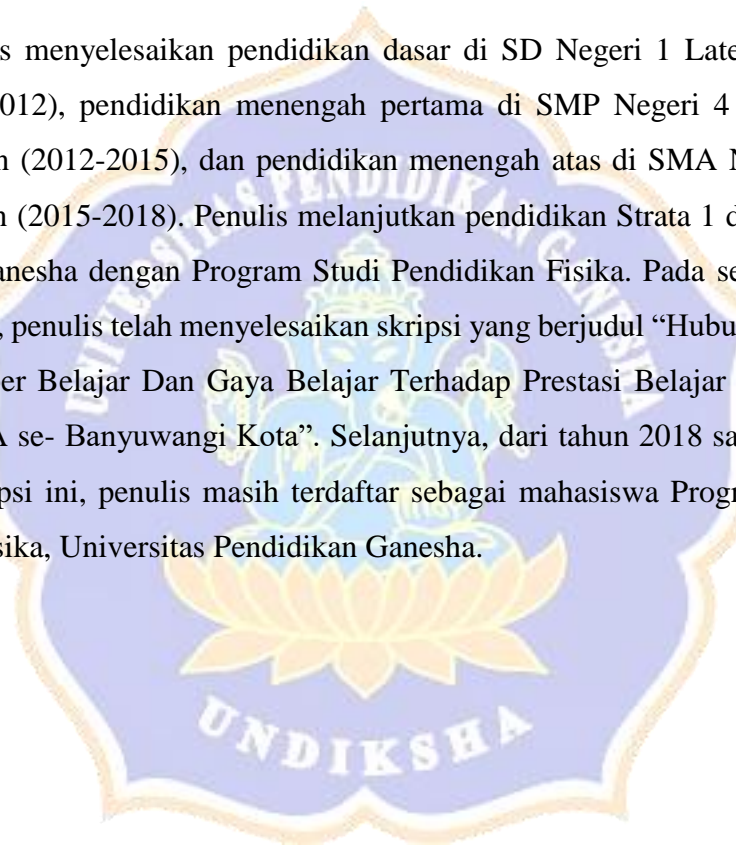 s menyelesaikan pendidikan dasar di SD Negeri 1 Late
012), pendidikan menengah pertama di SMP Negeri 4
n (2012-2015), dan pendidikan menengah atas di SMA N
n (2015-2018). Penulis melanjutkan pendidikan Strata 1 d
anesha dengan Program Studi Pendidikan Fisika. Pada se
, penulis telah menyelesaikan skripsi yang berjudul “Hubu
er Belajar Dan Gaya Belajar Terhadap Prestasi Belajar
A se- Banyuwangi Kota”. Selanjutnya, dari tahun 2018 sa
psi ini, penulis masih terdaftar sebagai mahasiswa Progr
sika, Universitas Pendidikan Ganesha.
UNIVERSITAS PENDIDIKAN GANESHA
UNDIKSHA